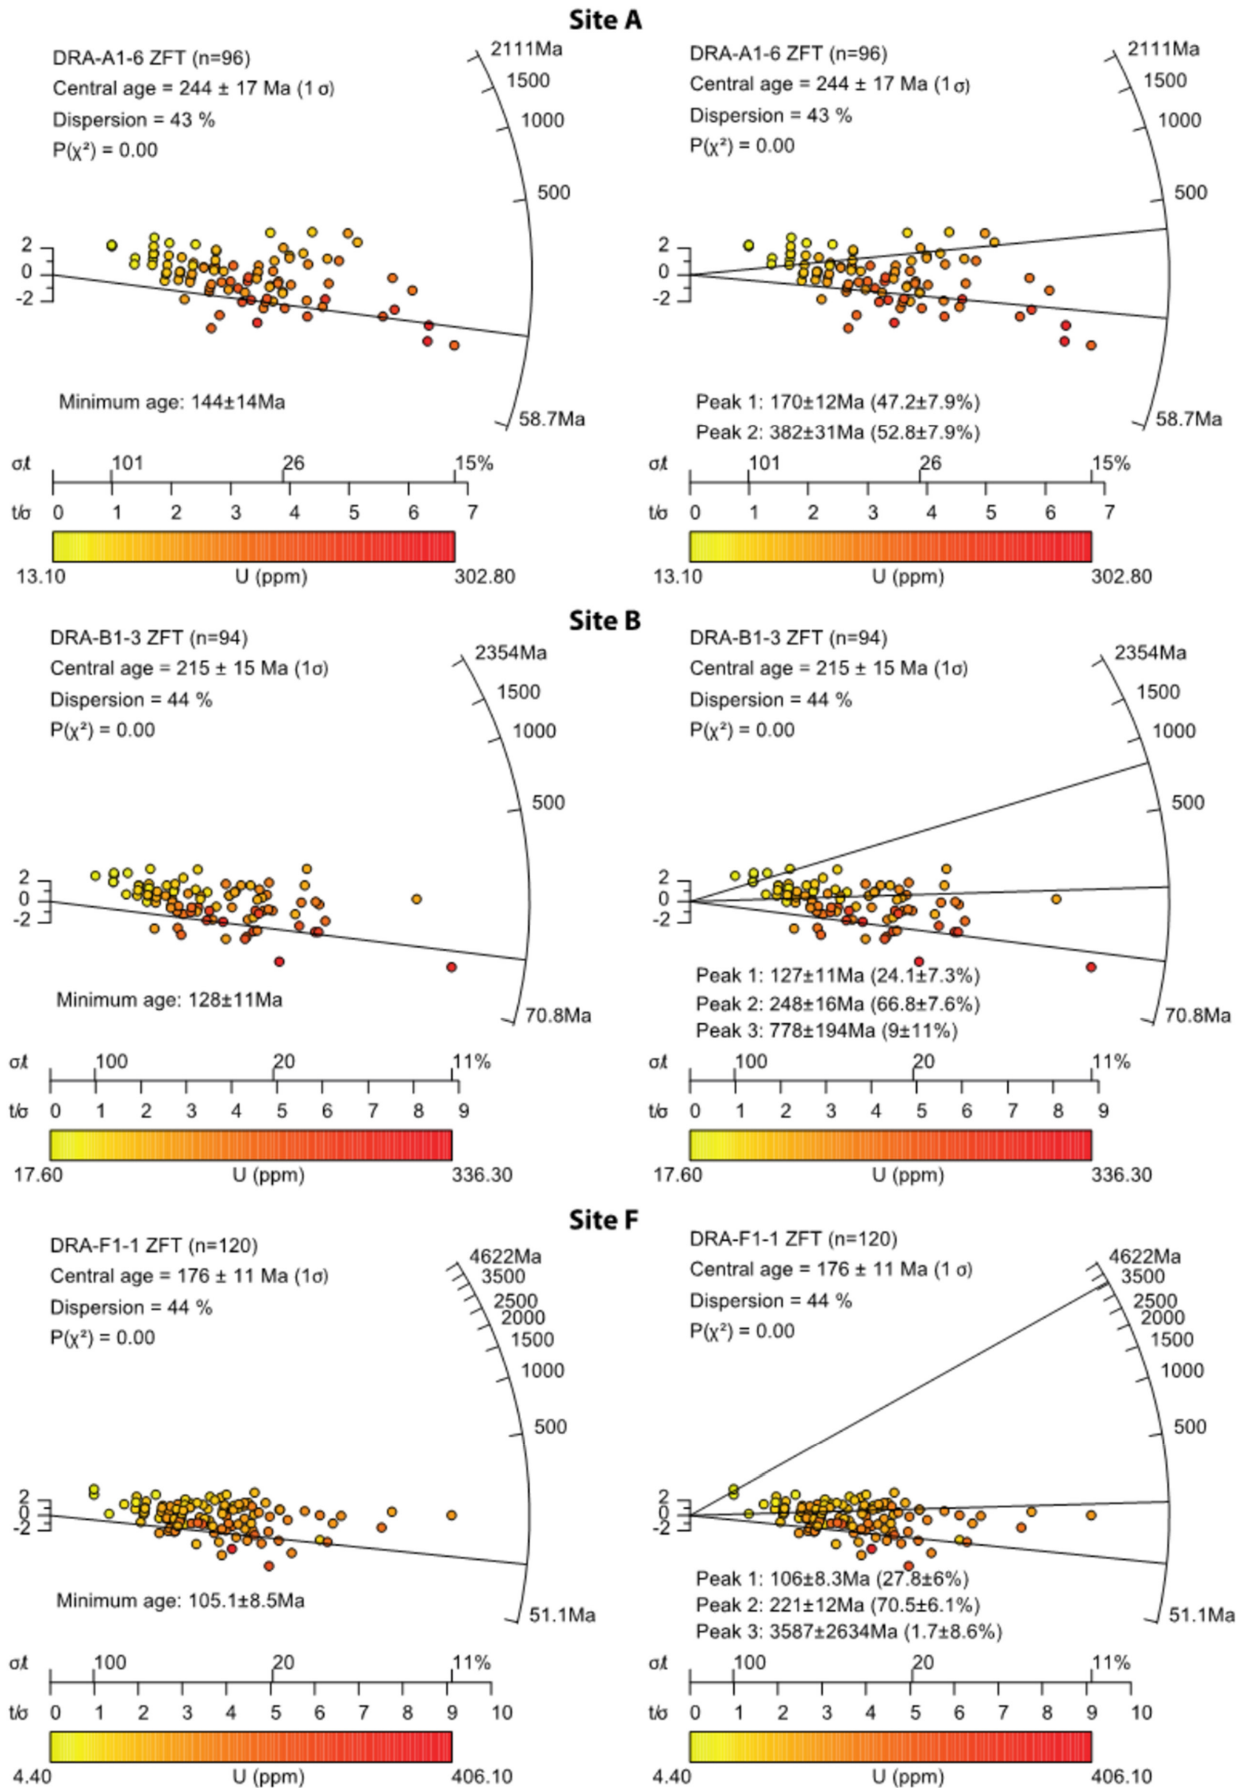 Site A
DRA-A1-6 ZFT (n=96)
Central age = 244 ± 17 Ma (1σ)
Dispersion = 43 %
P(χ²) = 0.00
2111Ma
1500
1000
500
2
0
-2
Minimum age: 144±14Ma
58.7Ma
σ/t 101 26 15%
t/σ 0 1 2 3 4 5 6 7
13.10 U (ppm) 302.80
DRA-A1-6 ZFT (n=96)
Central age = 244 ± 17 Ma (1σ)
Dispersion = 43 %
P(χ²) = 0.00
2111Ma
1500
1000
500
2
0
-2
Peak 1: 170±12Ma (47.2±7.9%)
Peak 2: 382±31Ma (52.8±7.9%)
58.7Ma
σ/t 101 26 15%
t/σ 0 1 2 3 4 5 6 7
13.10 U (ppm) 302.80
Site B
DRA-B1-3 ZFT (n=94)
Central age = 215 ± 15 Ma (1σ)
Dispersion = 44 %
P(χ²) = 0.00
2354Ma
1500
1000
500
2
0
-2
Minimum age: 128±11Ma
70.8Ma
σ/t 100 20 11%
t/σ 0 1 2 3 4 5 6 7 8 9
17.60 U (ppm) 336.30
DRA-B1-3 ZFT (n=94)
Central age = 215 ± 15 Ma (1σ)
Dispersion = 44 %
P(χ²) = 0.00
2354Ma
1500
1000
500
2
0
-2
Peak 1: 127±11Ma (24.1±7.3%)
Peak 2: 248±16Ma (66.8±7.6%)
Peak 3: 778±194Ma (9±11%)
70.8Ma
σ/t 100 20 11%
t/σ 0 1 2 3 4 5 6 7 8 9
17.60 U (ppm) 336.30
Site F
DRA-F1-1 ZFT (n=120)
Central age = 176 ± 11 Ma (1σ)
Dispersion = 44 %
P(χ²) = 0.00
4622Ma
3500
2500
2000
1500
1000
500
2
0
-2
Minimum age: 105.1±8.5Ma
51.1Ma
σ/t 100 20 11%
t/σ 0 1 2 3 4 5 6 7 8 9 10
4.40 U (ppm) 406.10
DRA-F1-1 ZFT (n=120)
Central age = 176 ± 11 Ma (1 σ)
Dispersion = 44 %
P(χ²) = 0.00
4622Ma
3500
2500
2000
1500
1000
500
2
0
-2
Peak 1: 106±8.3Ma (27.8±6%)
Peak 2: 221±12Ma (70.5±6.1%)
Peak 3: 3587±2634Ma (1.7±8.6%)
51.1Ma
σ/t 100 20 11%
t/σ 0 1 2 3 4 5 6 7 8 9 10
4.40 U (ppm) 406.10